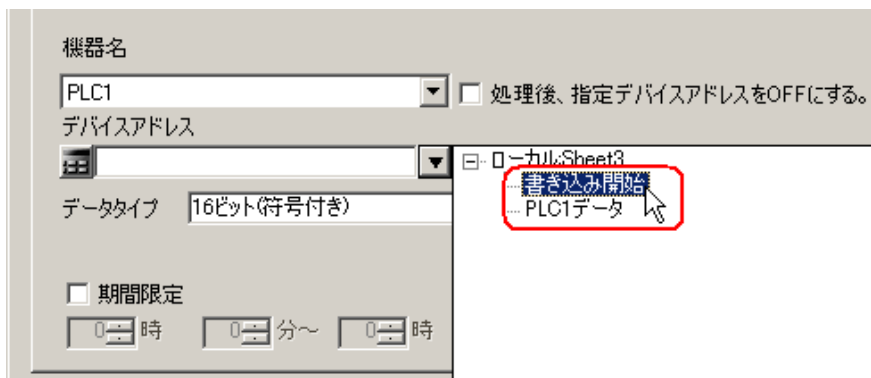 機器名
PLC1
処理後、指定デバイスアドレスをOFFにする。
デバイスアドレス
ローカル:Sheet3
書き込み開始
PLC1データ
データタイプ 16ビット(符号付き)
期間限定
0 時 0 分～ 0 時